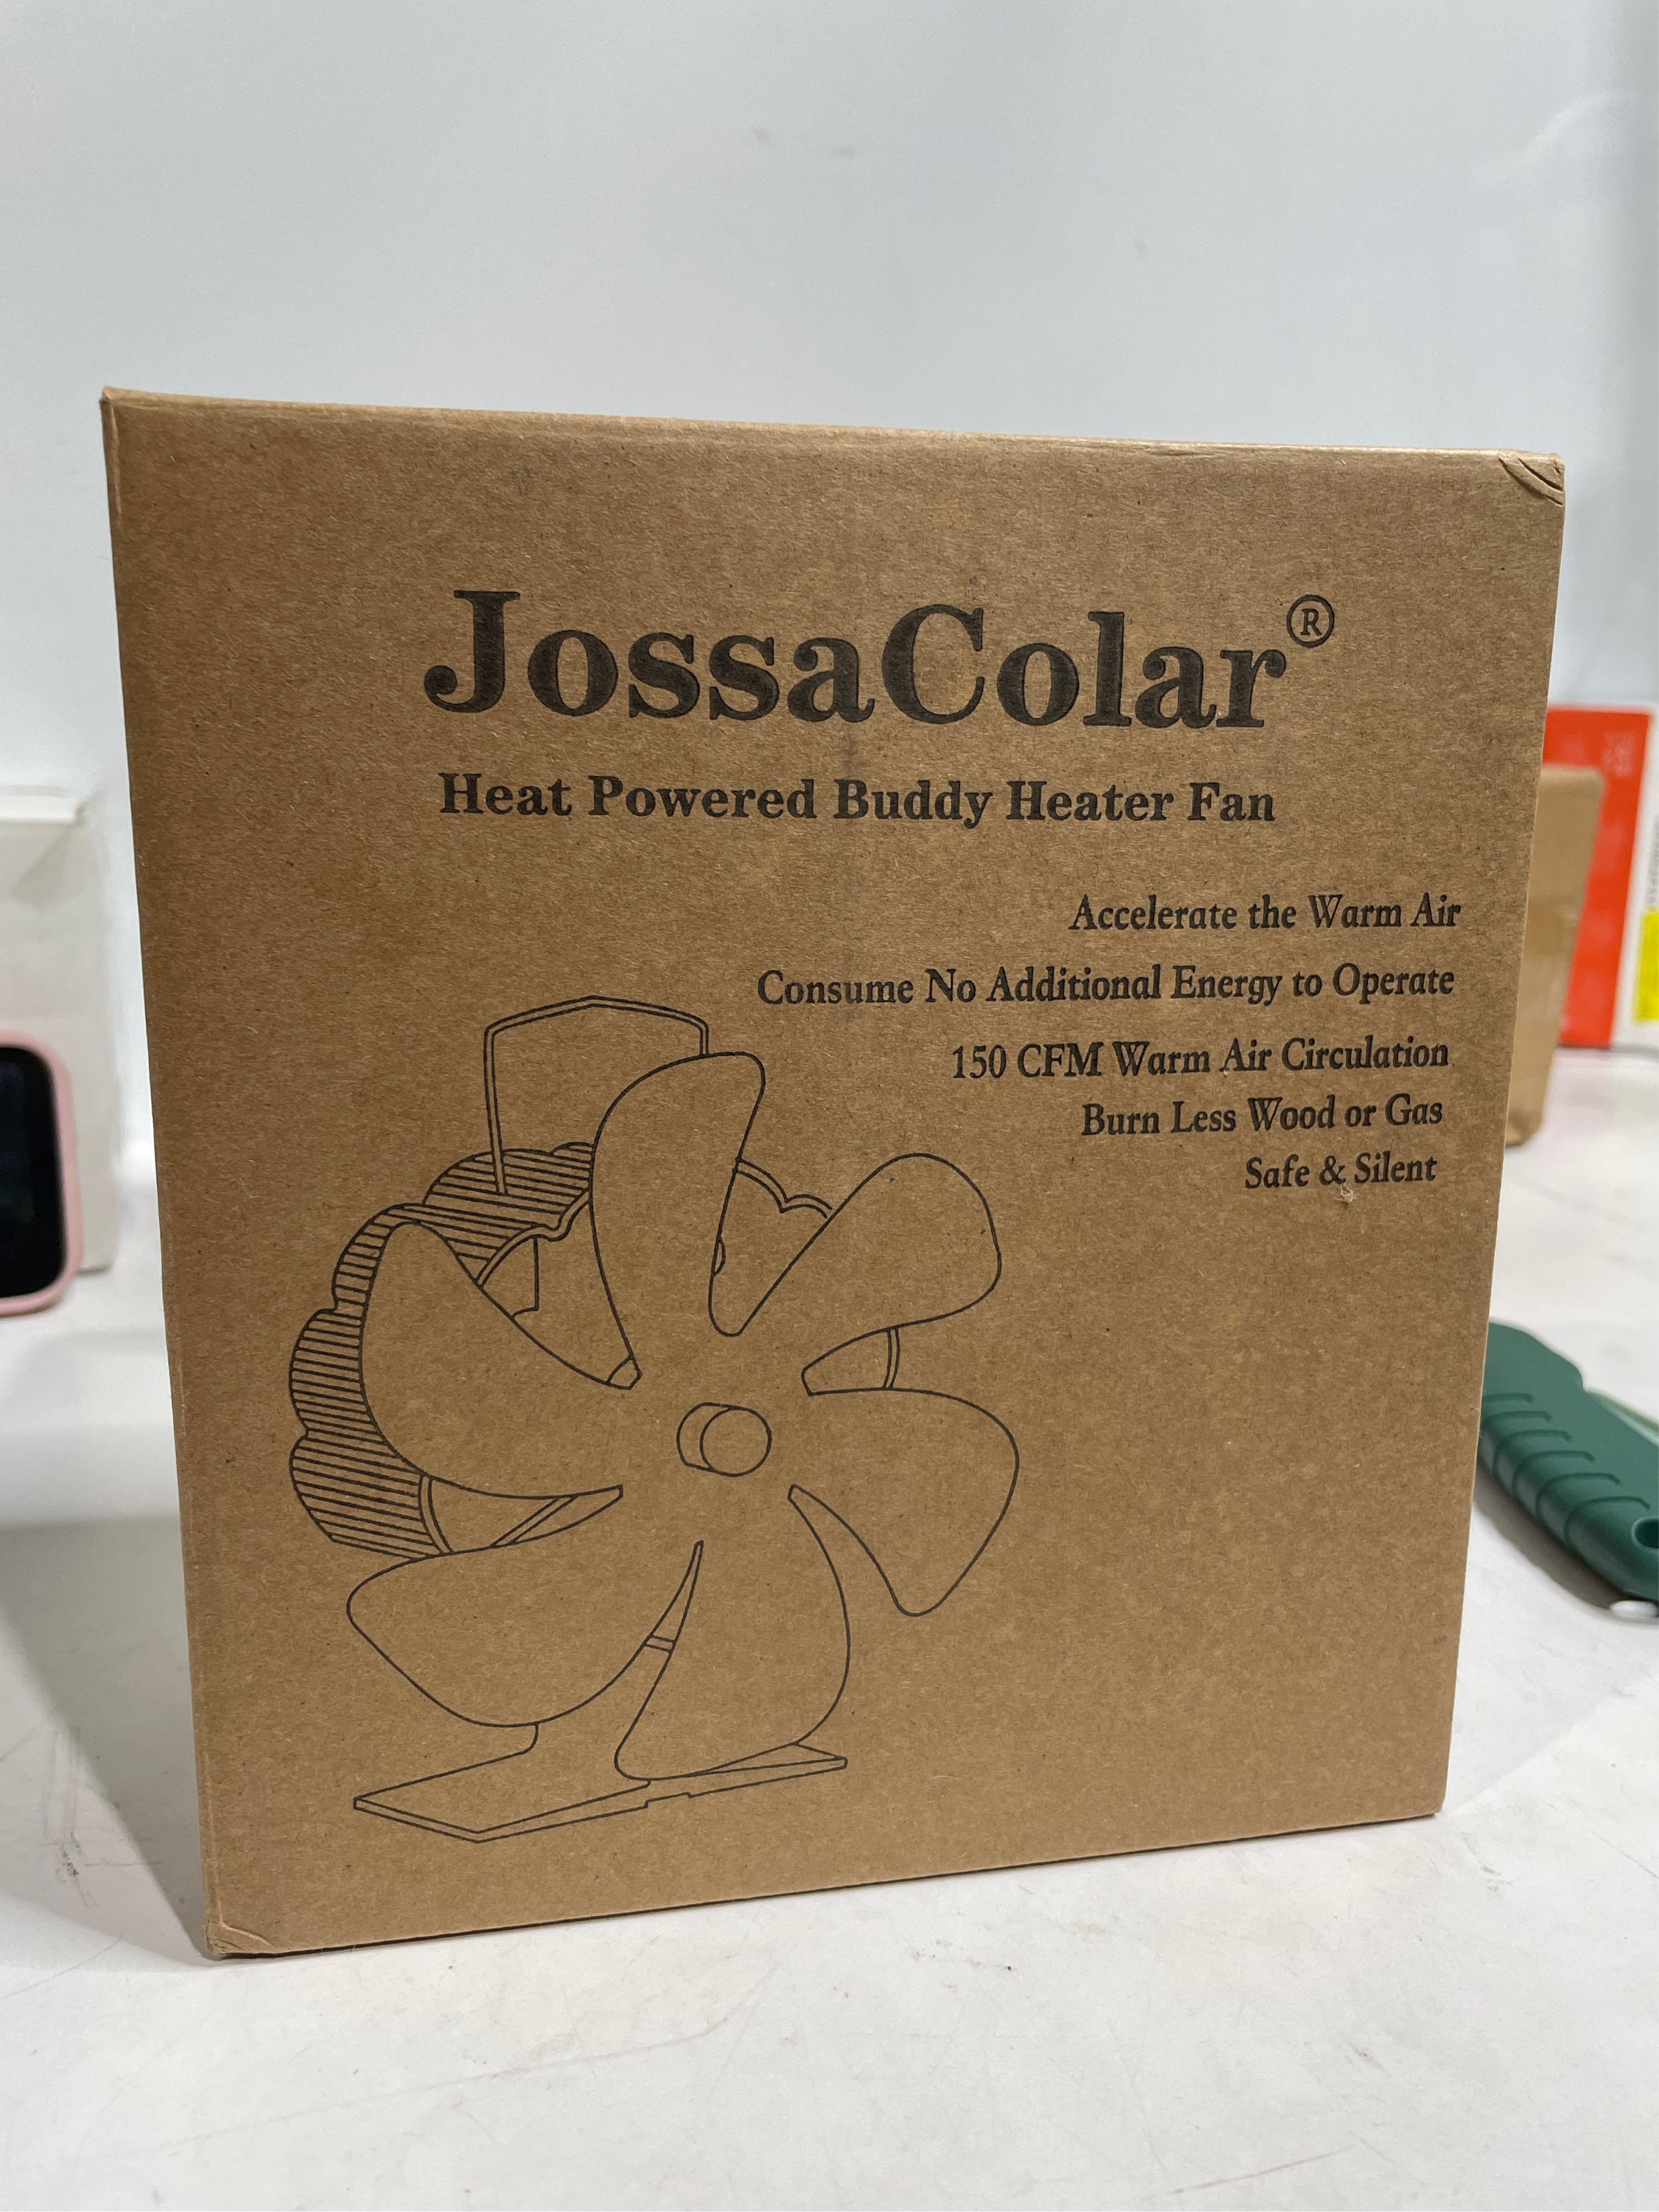 JossaColar®
Heat Powered Buddy Heater Fan
Accelerate the Warm Air
Consume No Additional Energy to Operate
150 CFM Warm Air Circulation
Burn Less Wood or Gas
Safe & Silent